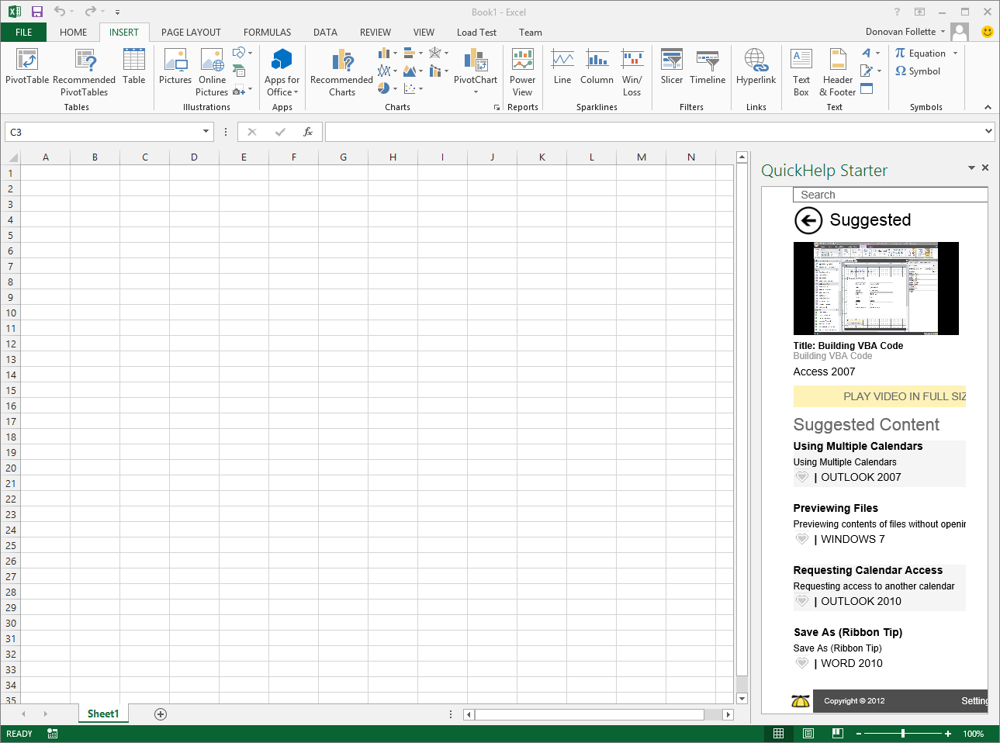 Book1 - Excel
?
FILE HOME INSERT PAGE LAYOUT FORMULAS DATA REVIEW VIEW Load Test Team
Donovan Follette
PivotTable
Recommended
PivotTables
Table
Tables
Pictures
Online
Pictures
Illustrations
Apps for
Office
Apps
Recommended
Charts
PivotChart
Charts
Power
View
Reports
Line
Column
Win/
Loss
Sparklines
Slicer
Timeline
Filters
Hyperlink
Links
Text
Box
Header
& Footer
Text
Equation
Symbol
Symbols
C3
fx
A B C D E F G H I J K L M N
1
2
3
4
5
6
7
8
9
10
11
12
13
14
15
16
17
18
19
20
21
22
23
24
25
26
27
28
29
30
31
32
33
34
35
QuickHelp Starter
Search
Suggested
Title: Building VBA Code
Building VBA Code
Access 2007
PLAY VIDEO IN FULL SIZ
Suggested Content
Using Multiple Calendars
Using Multiple Calendars
| OUTLOOK 2007
Previewing Files
Previewing contents of files without openin
| WINDOWS 7
Requesting Calendar Access
Requesting access to another calendar
| OUTLOOK 2010
Save As (Ribbon Tip)
Save As (Ribbon Tip)
| WORD 2010
Copyright © 2012 Setting
Sheet1
READY
100%